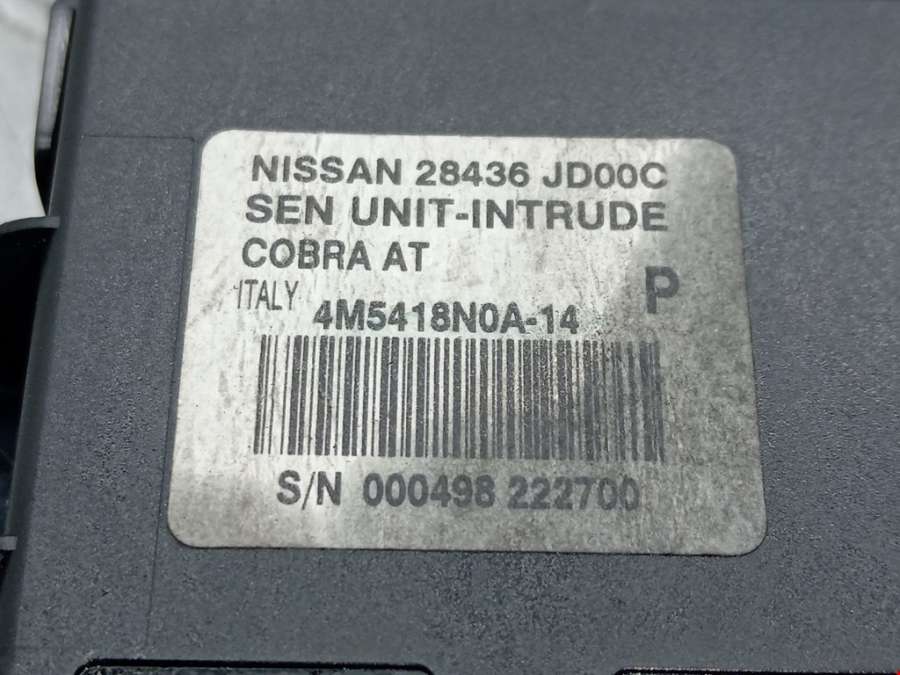 NISSAN 28436 JD00C
SEN UNIT-INTRUDE
COBRA AT
P
ITALY 4M5418N0A-14
S/N 000498 222700